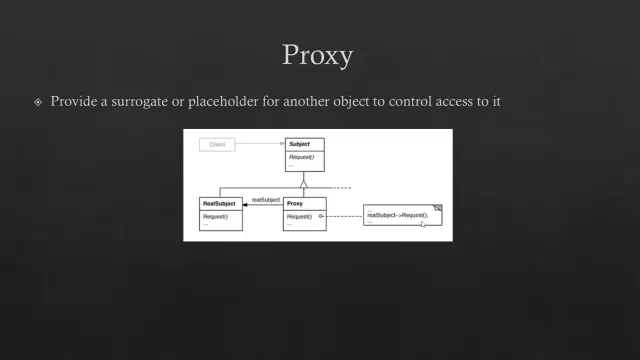 Proxy
Provide a surrogate or placeholder for another object to control access to it
Client
Subject
Request()
...
RealSubject
realSubject
Proxy
Request()
...
Request()
...
...
realSubject->Request();
...